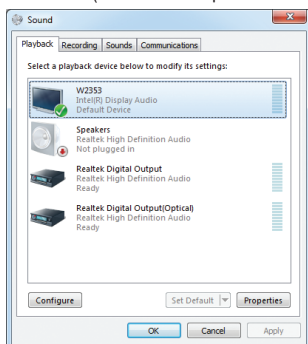 Sound
Playback Recording Sounds Communications
Select a playback device below to modify its settings:
W2353
Intel(R) Display Audio
Default Device
Speakers
Realtek High Definition Audio
Not plugged in
Realtek Digital Output
Realtek High Definition Audio
Ready
Realtek Digital Output(Optical)
Realtek High Definition Audio
Ready
Configure Set Default Properties
OK Cancel Apply